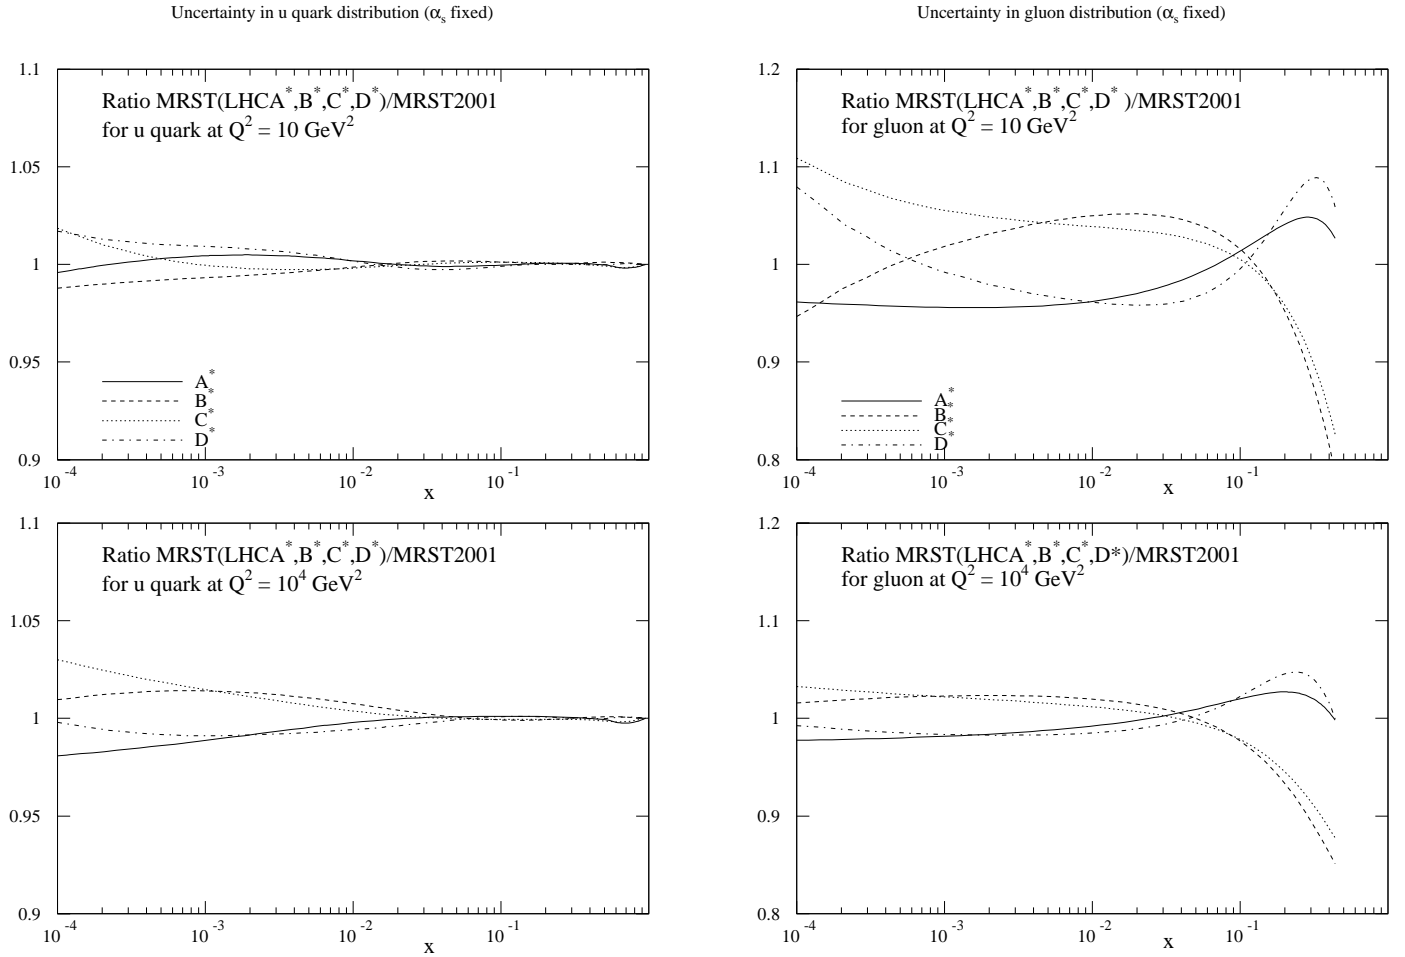 Uncertainty in u quark distribution (αs fixed)
1.1
1.05
1
0.95
0.9
Ratio MRST(LHCA*,B*,C*,D*)/MRST2001
for u quark at Q2 = 10 GeV2
A*
B*
C*
D*
10-4
10-3
10-2
10-1
x
Uncertainty in gluon distribution (αs fixed)
1.2
1.1
1
0.9
0.8
Ratio MRST(LHCA*,B*,C*,D* )/MRST2001
for gluon at Q2 = 10 GeV2
A*
B*
C*
D*
10-4
10-3
10-2
10-1
x
1.1
1.05
1
0.95
0.9
Ratio MRST(LHCA*,B*,C*,D*)/MRST2001
for u quark at Q2 = 104 GeV2
10-4
10-3
10-2
10-1
x
1.2
1.1
1
0.9
0.8
Ratio MRST(LHCA*,B*,C*,D*)/MRST2001
for gluon at Q2 = 104 GeV2
10-4
10-3
10-2
10-1
x